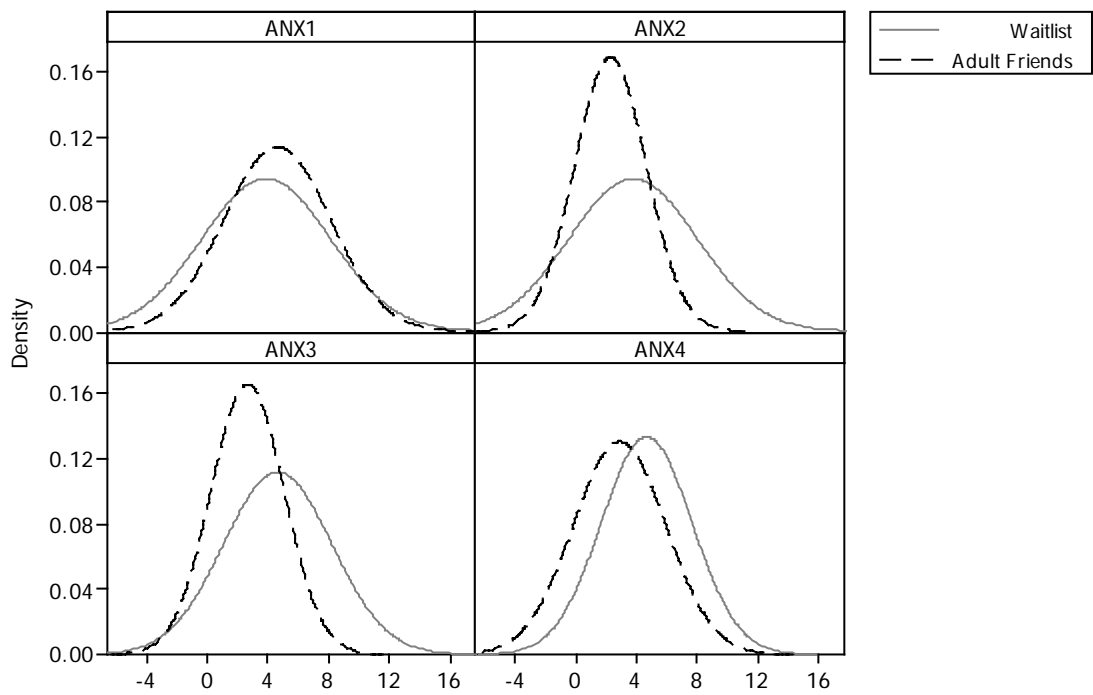 ANX1 ANX2
Waitlist
Adult Friends
0.16
0.12
0.08
0.04
0.00
Density
ANX3 ANX4
0.16
0.12
0.08
0.04
0.00
-4 0 4 8 12 16 -4 0 4 8 12 16